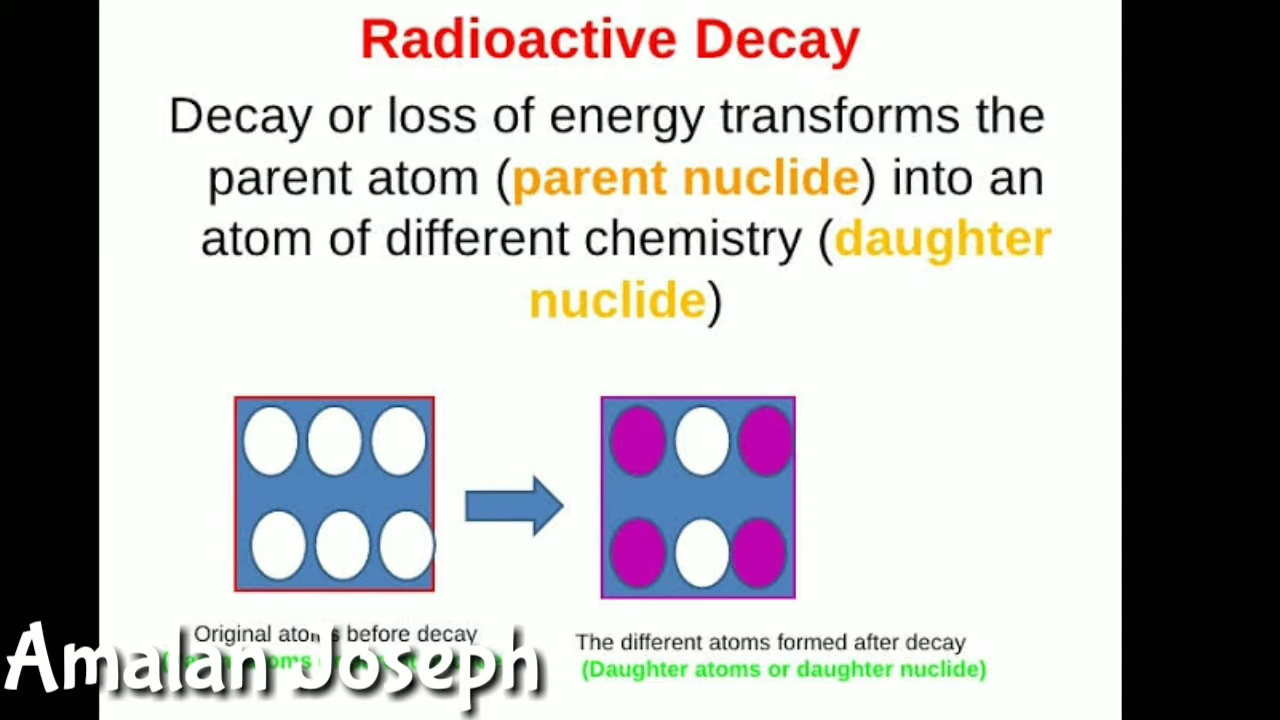 Radioactive Decay
Decay or loss of energy transforms the
parent atom (parent nuclide) into an
atom of different chemistry (daughter
nuclide)
Original atoms before decay
The different atoms formed after decay
(Daughter atoms or daughter nuclide)
Amalan Joseph